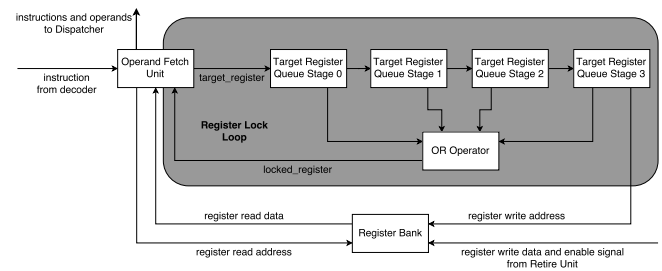 instructions and operands
to Dispatcher
Operand Fetch
Unit
instruction
from decoder
target_register
Target Register
Queue Stage 0
Target Register
Queue Stage 1
Target Register
Queue Stage 2
Target Register
Queue Stage 3
Register Lock
Loop
OR Operator
locked_register
register read data
register write address
Register Bank
register read address
register write data and enable signal
from Retire Unit